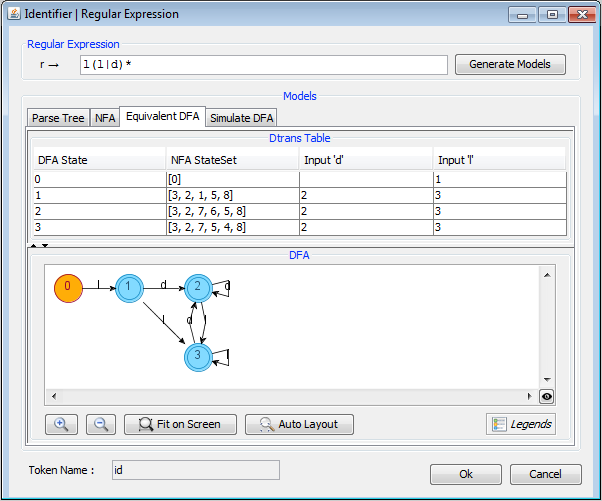 Identifier | Regular Expression
Regular Expression
r → l(l|d)* Generate Models
Models
Parse Tree NFA Equivalent DFA Simulate DFA
Dtrans Table
DFA State NFA StateSet Input 'd' Input 'l'
0 [0] 1
1 [3, 2, 1, 5, 8] 2 3
2 [3, 2, 7, 6, 5, 8] 2 3
3 [3, 2, 7, 5, 4, 8] 2 3
DFA
0 l 1 d 2 d
l d l
3 l
Fit on Screen Auto Layout Legends
Token Name : id
Ok Cancel